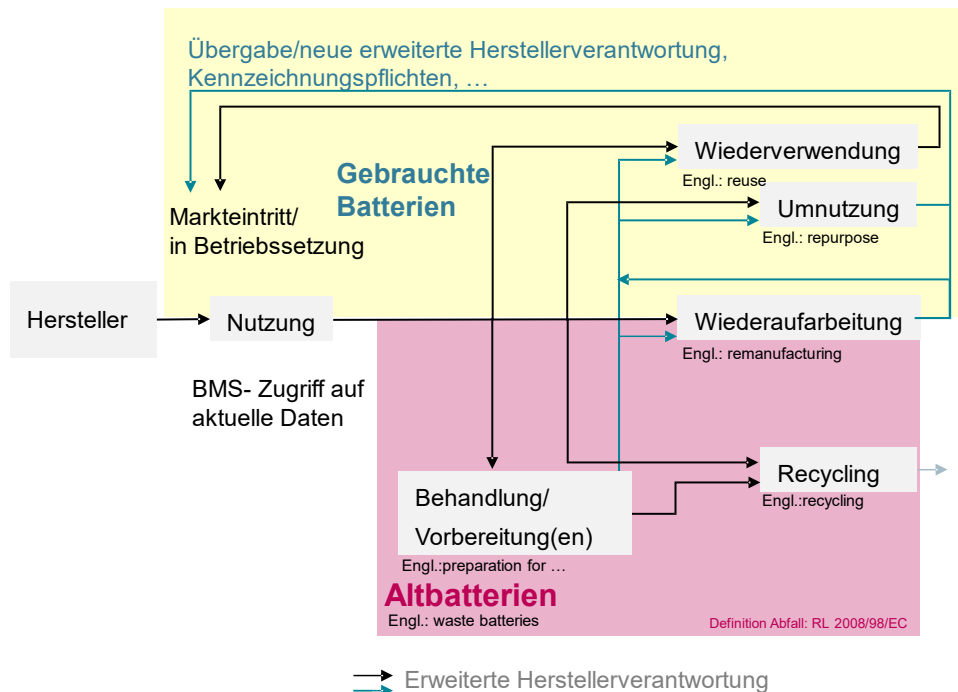 Übergabe/neue erweiterte Herstellerverantwortung,
Kennzeichnungspflichten, …
Wiederverwendung
Engl.: reuse
Gebrauchte
Batterien
Umnutzung
Engl.: repurpose
Markteintritt/
in Betriebssetzung
Hersteller
Nutzung
Wiederaufarbeitung
Engl.: remanufacturing
BMS- Zugriff auf
aktuelle Daten
Recycling
Engl.:recycling
Behandlung/
Vorbereitung(en)
Engl.:preparation for …
Altbatterien
Engl.: waste batteries
Definition Abfall: RL 2008/98/EC
Erweiterte Herstellerverantwortung